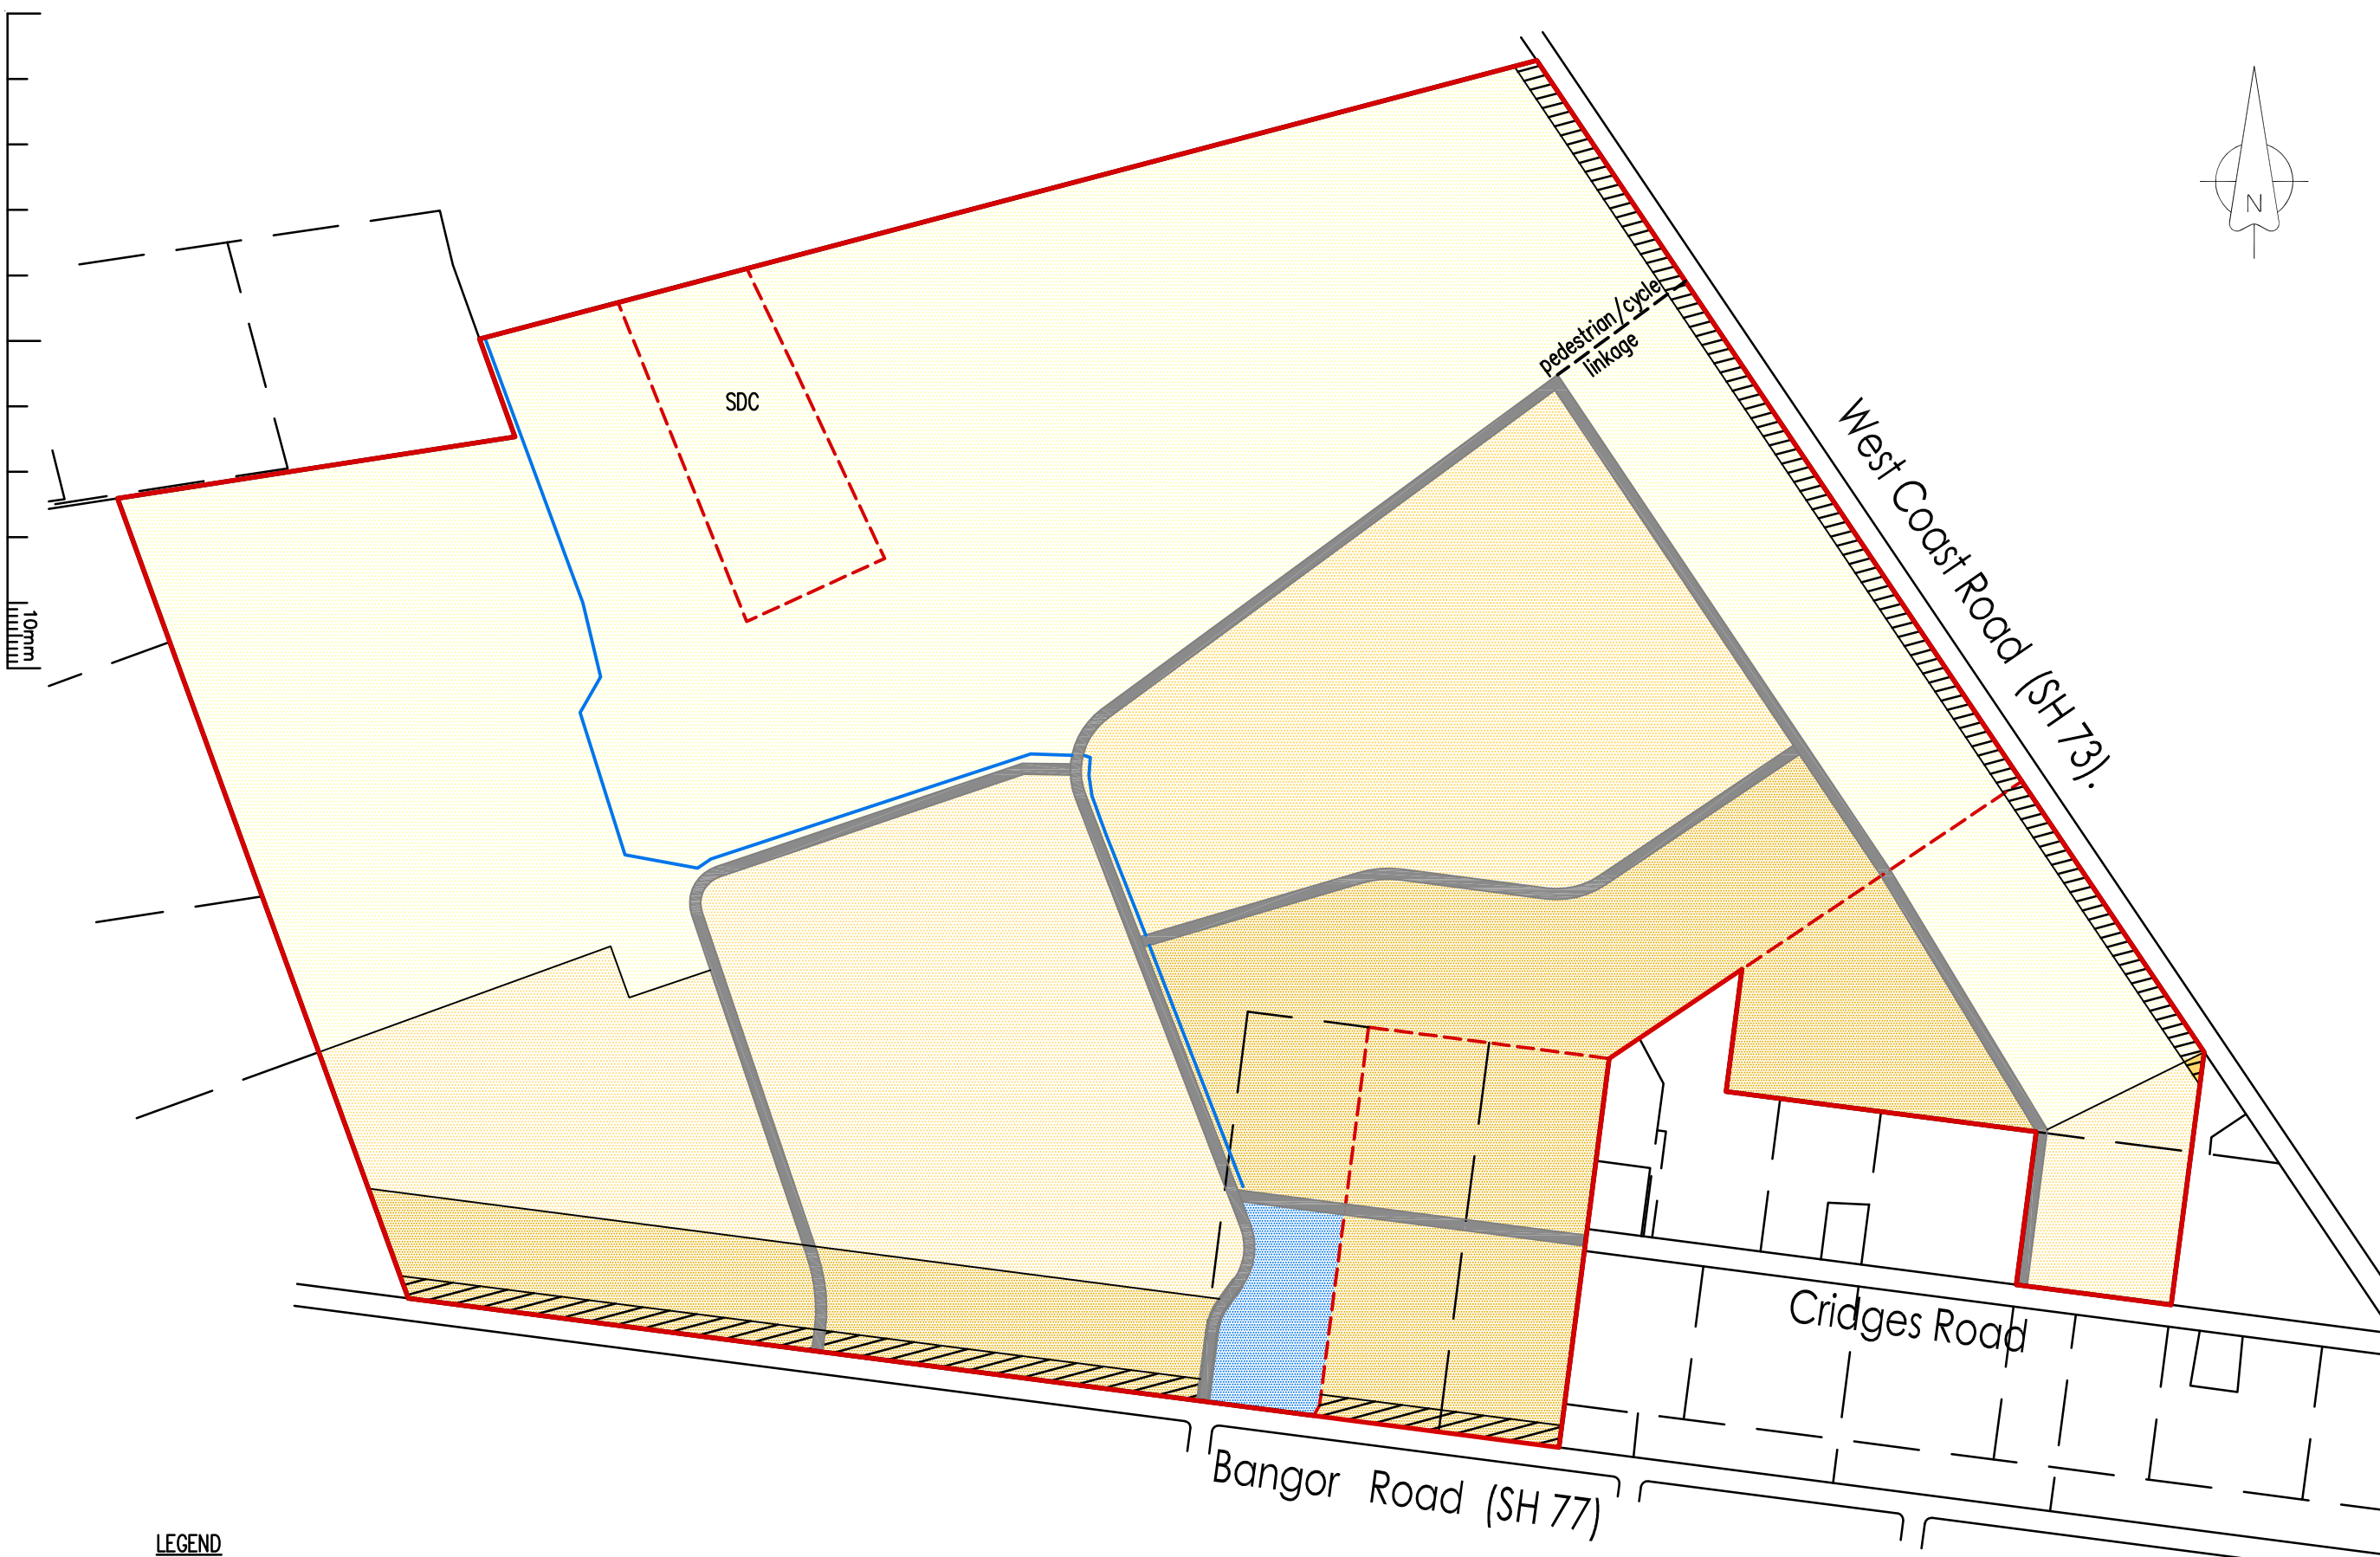 N
pedestrian/cycle
linkage
SDC
West Coast Road (SH 73).
10mm
Cridges Road
Bangor Road (SH 77)
LEGEND